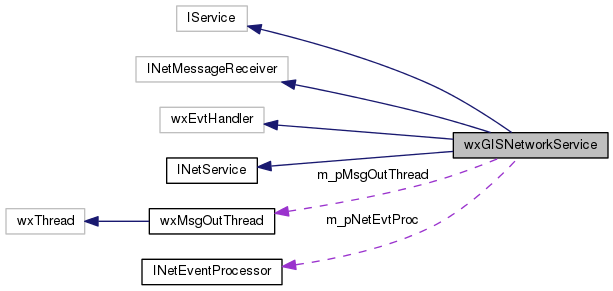 IService
INetMessageReceiver
wxEvtHandler
wxGISNetworkService
INetService
m_pMsgOutThread
wxThread
wxMsgOutThread
m_pNetEvtProc
INetEventProcessor